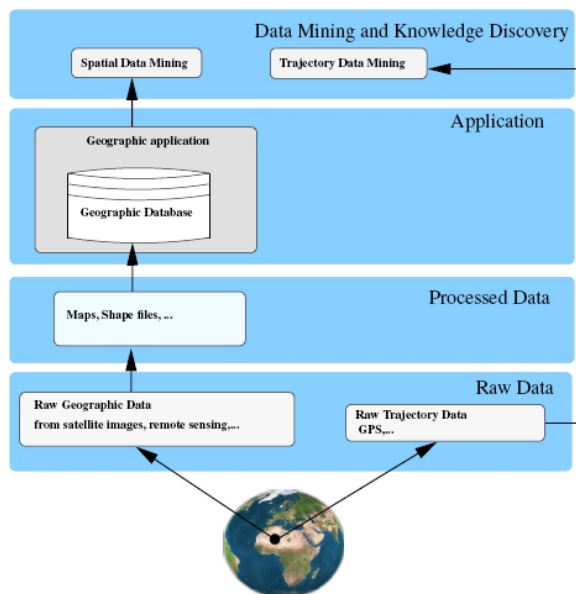 Data Mining and Knowledge Discovery
Spatial Data Mining
Trajectory Data Mining
Application
Geographic application
Geographic Database
Processed Data
Maps, Shape files, ...
Raw Data
Raw Geographic Data
from satellite images, remote sensing,...
Raw Trajectory Data
GPS,...